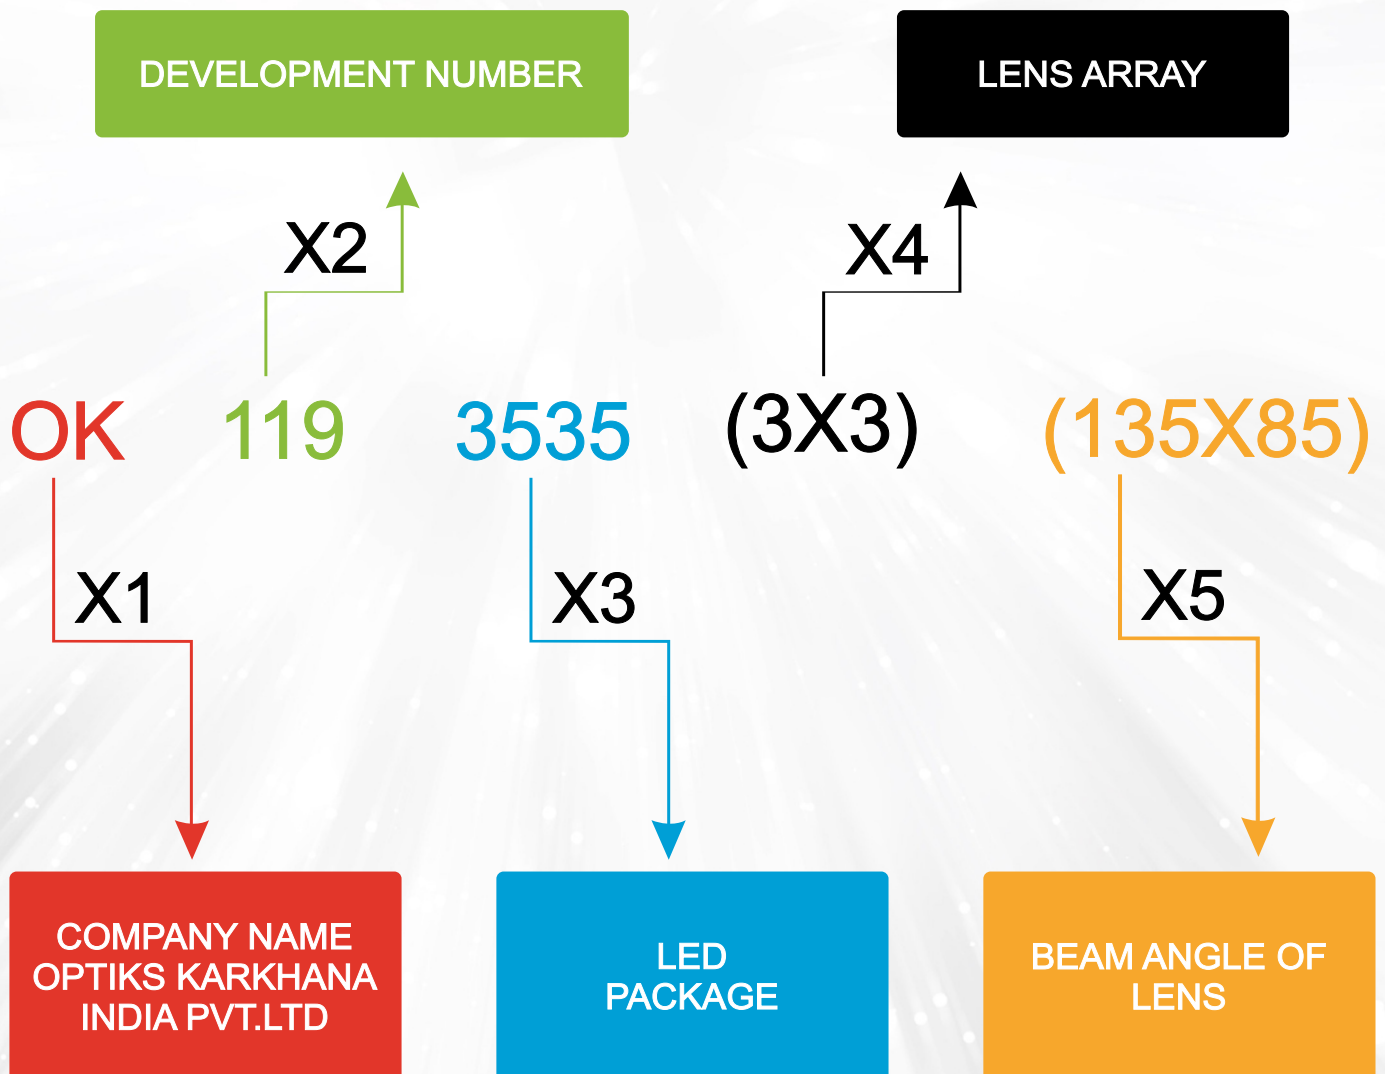 DEVELOPMENT NUMBER
LENS ARRAY
X2
X4
OK 119 3535 (3X3) (135X85)
X1
X3
X5
COMPANY NAME
OPTIKS KARKHANA
INDIA PVT.LTD
LED
PACKAGE
BEAM ANGLE OF
LENS